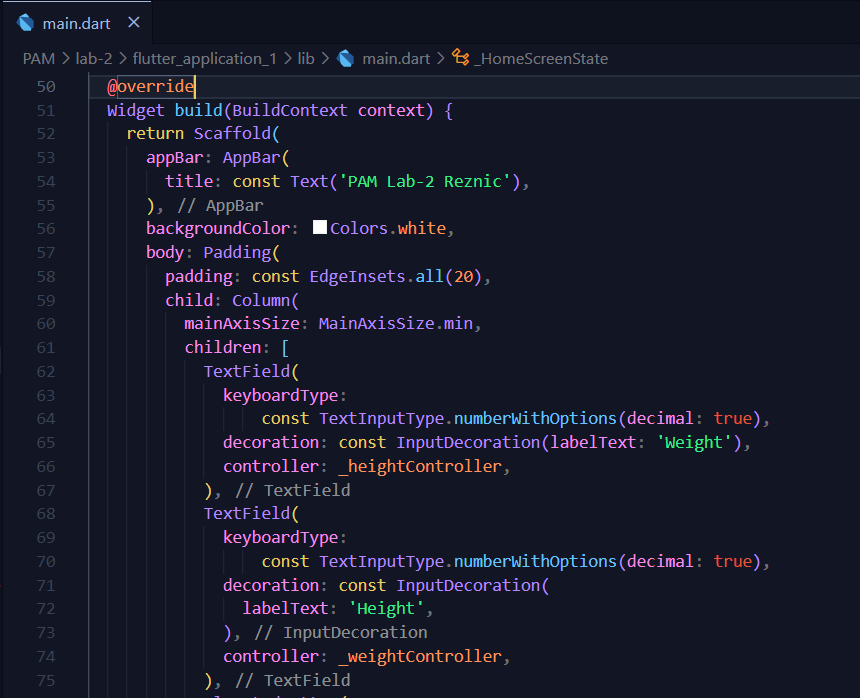 main.dart
PAM > lab-2 > flutter_application_1 > lib > main.dart > _HomeScreenState
50 @override
51 Widget build(BuildContext context) {
52   return Scaffold(
53     appBar: AppBar(
54       title: const Text('PAM Lab-2 Reznic'),
55     ), // AppBar
56     backgroundColor: Colors.white,
57     body: Padding(
58       padding: const EdgeInsets.all(20),
59       child: Column(
60         mainAxisSize: MainAxisSize.min,
61         children: [
62           TextField(
63             keyboardType:
64                 const TextInputType.numberWithOptions(decimal: true),
65             decoration: const InputDecoration(labelText: 'Weight'),
66             controller: _heightController,
67           ), // TextField
68           TextField(
69             keyboardType:
70                 const TextInputType.numberWithOptions(decimal: true),
71             decoration: const InputDecoration(
72               labelText: 'Height',
73             ), // InputDecoration
74             controller: _weightController,
75           ), // TextField